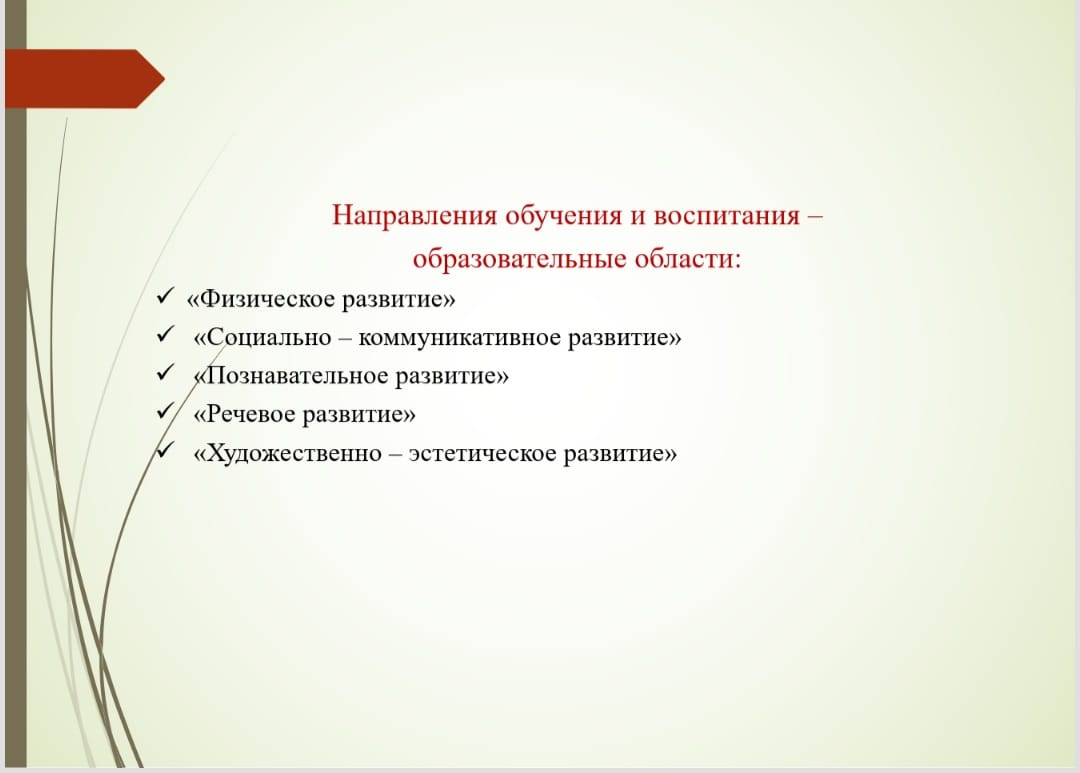 Направления обучения и воспитания –
образовательные области:
✓ «Физическое развитие»
✓ «Социально – коммуникативное развитие»
✓ «Познавательное развитие»
✓ «Речевое развитие»
✓ «Художественно – эстетическое развитие»